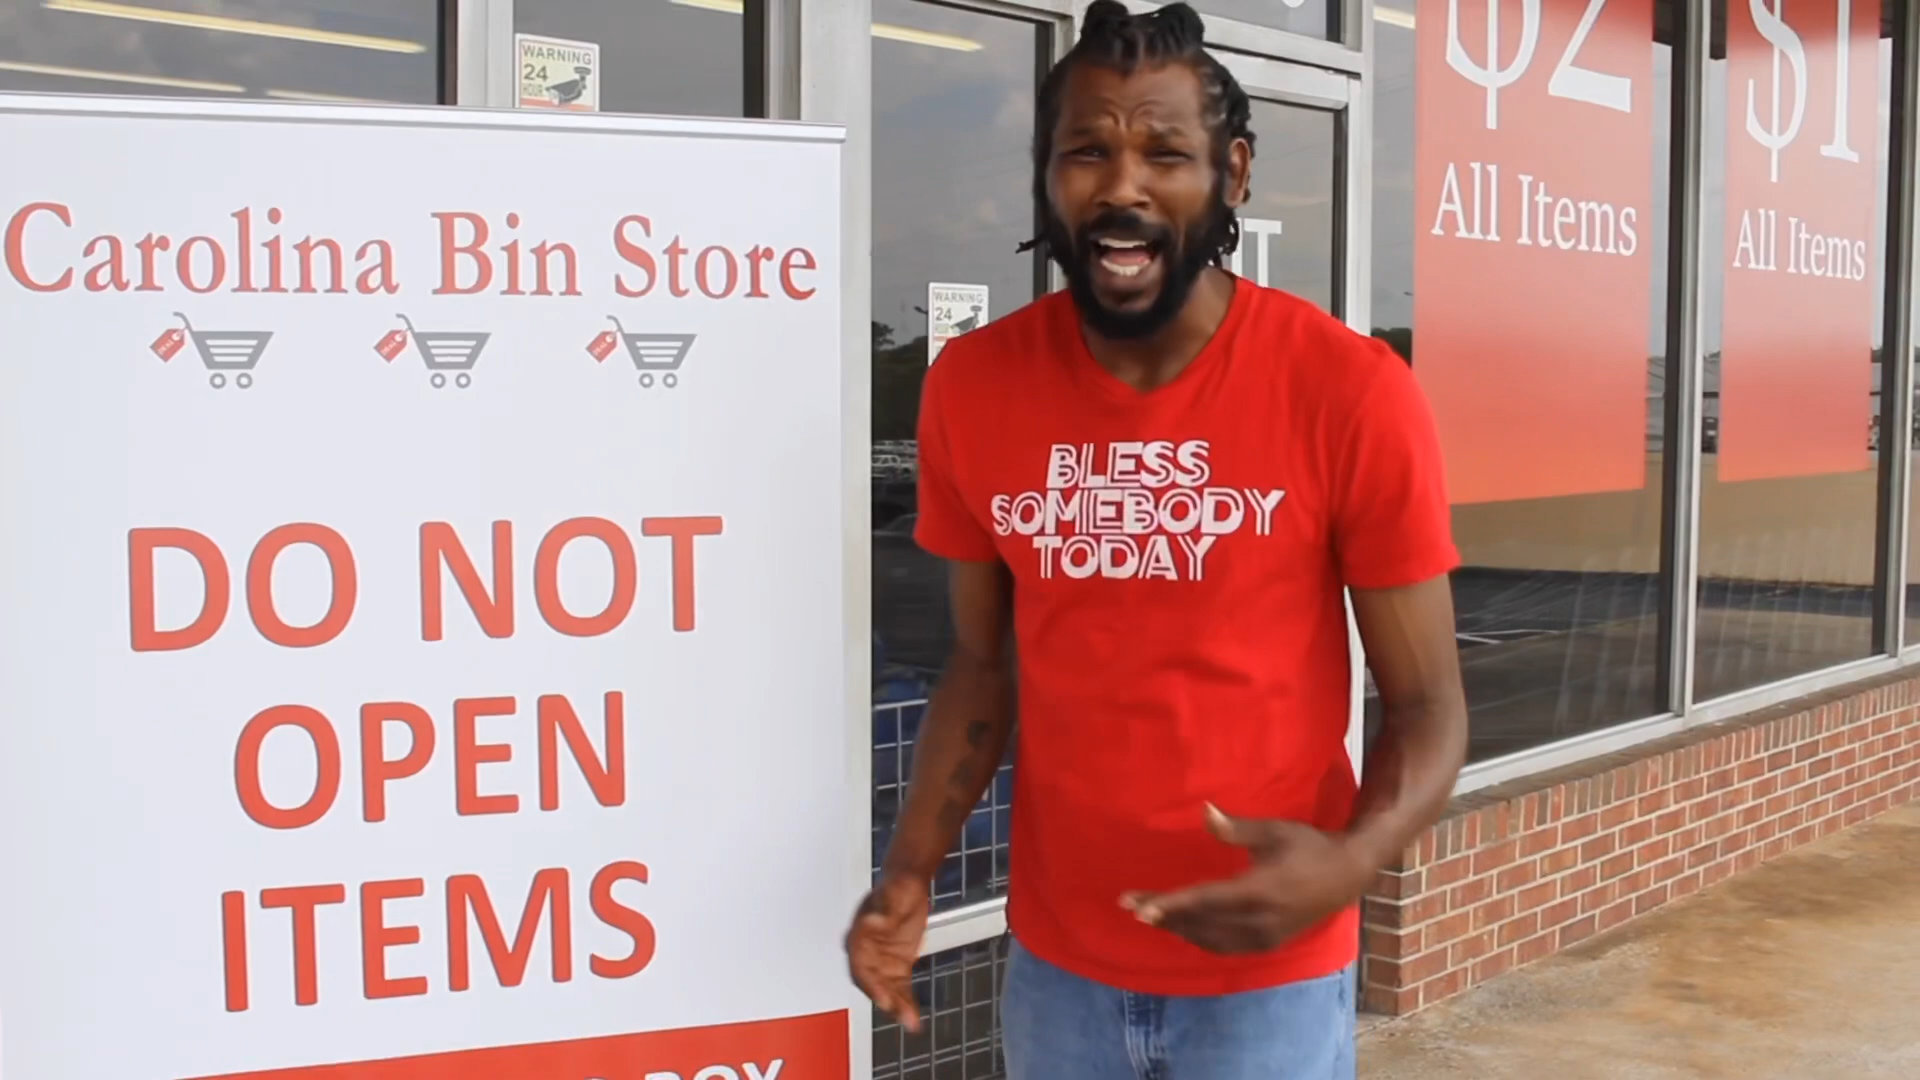 WARNING
24
HOUR
Carolina Bin Store
DO NOT
OPEN
ITEMS
WARNING
24
HOUR
BLESS
SOMEBODY
TODAY
$2
All Items
$1
All Items